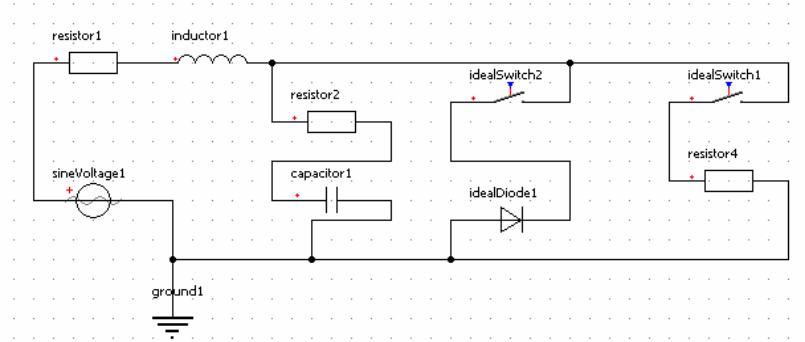 resistor1
inductor1
idealSwitch2
idealSwitch1
resistor2
resistor4
sineVoltage1
capacitor1
idealDiode1
ground1